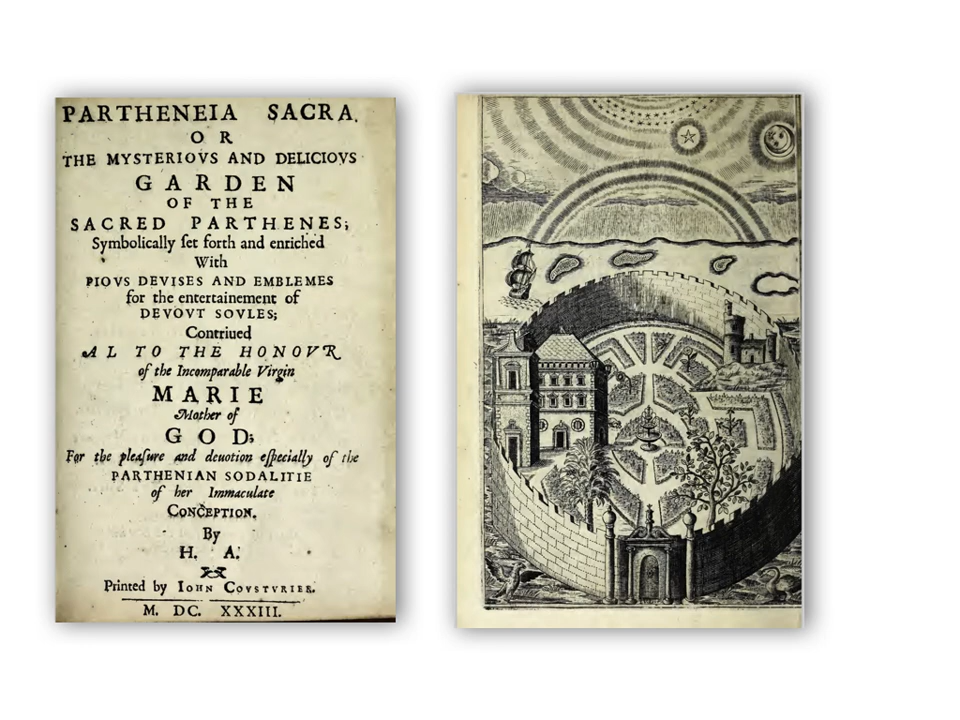 PARTHENEIA SACRA.
OR
THE MYSTERIOVS AND DELICIOVS
GARDEN
OF THE
SACRED PARTHENES;
Symbolically ſet forth and enriched
With
PIOVS DEVISES AND EMBLEMES
for the entertainement of
DEVOVT SOVLES;
Contriued
AL TO THE HONOVR
of the Incomparable Virgin
MARIE
Mother of
GOD;
For the pleaſure and deuotion eſpecially of the
PARTHENIAN SODALITIE
of her Immaculate
CONCEPTION.
By
H. A.
Printed by IOHN COVSTVRIER.
M. DC. XXXIII.